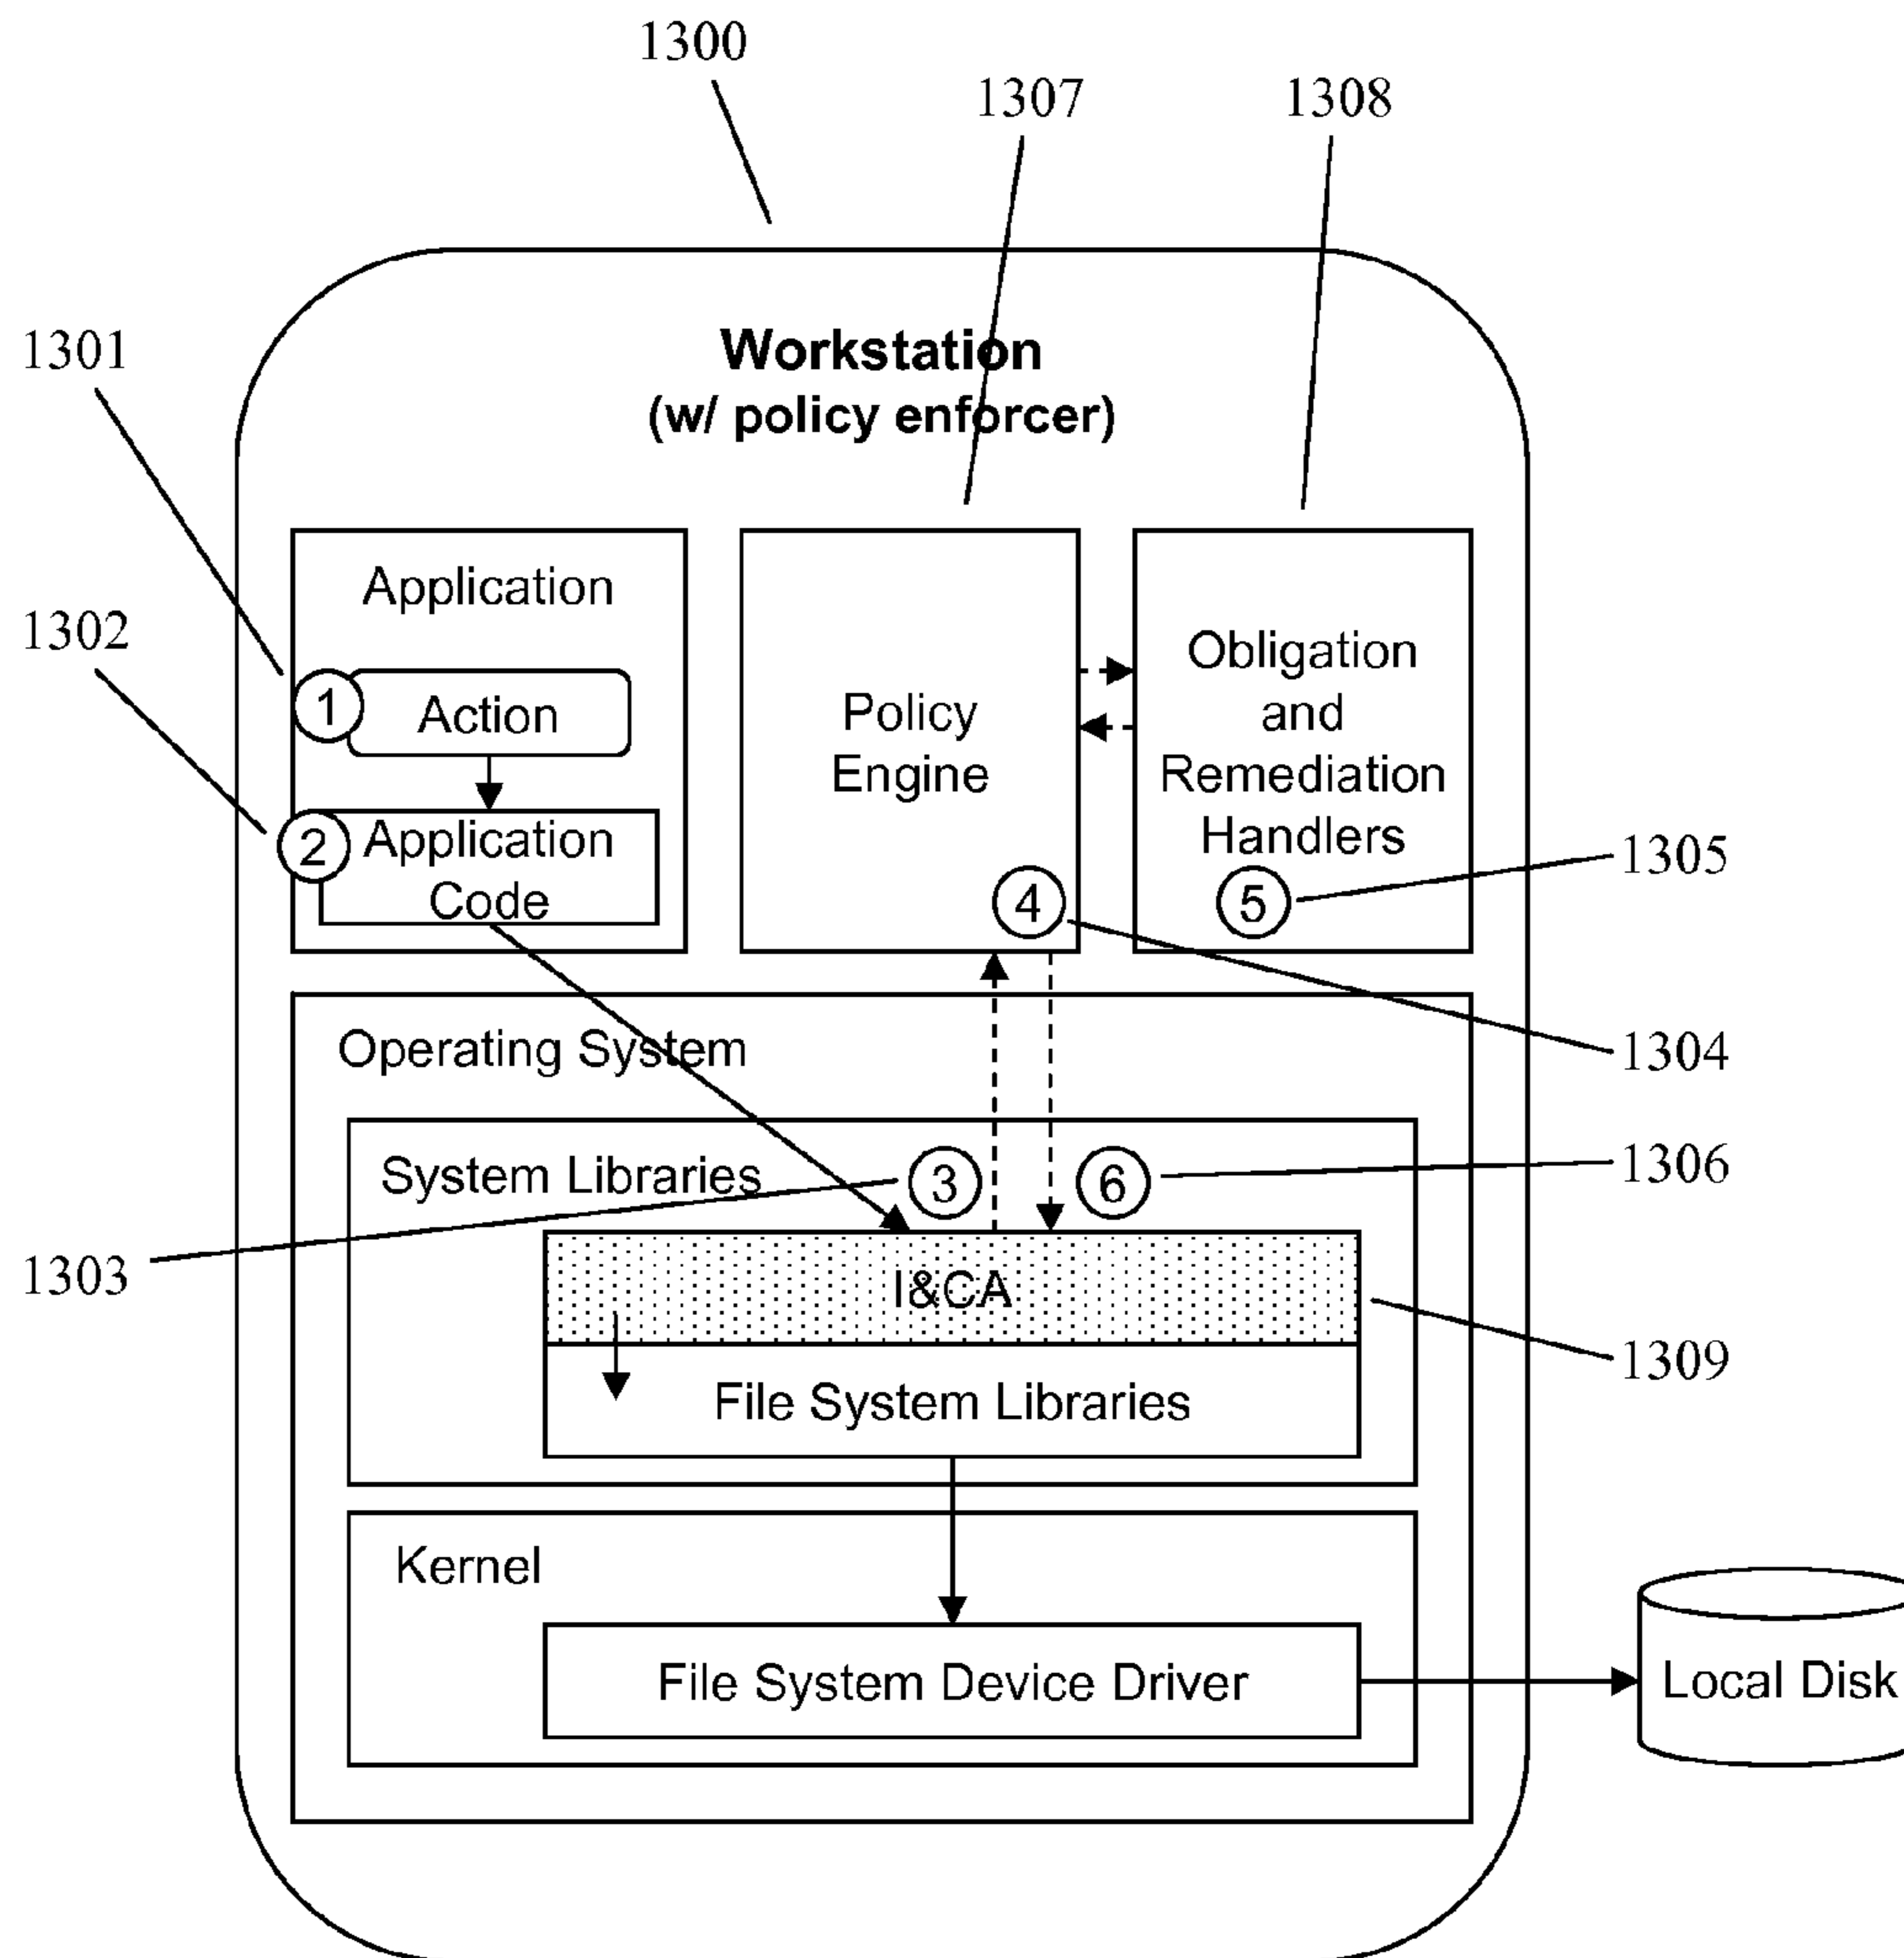 1300
1307
1308
Workstation
(w/ policy enforcer)
1301
1302
Application
1
Action
2
Application
Code
Policy
Engine
4
Obligation
and
Remediation
Handlers
5
1305
1304
Operating System
System Libraries
3
6
1306
1303
I&CA
1309
File System Libraries
Kernel
File System Device Driver
Local Disk